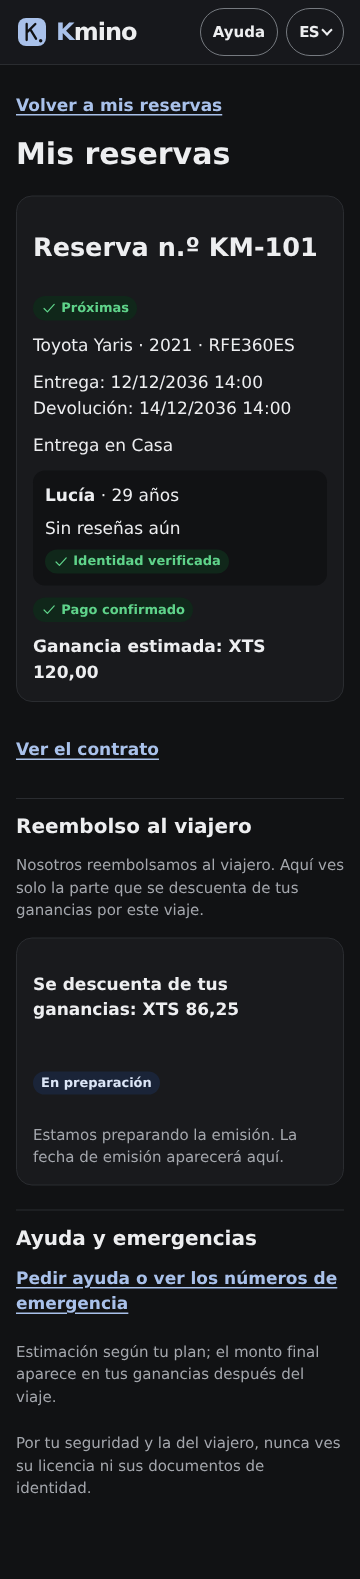 K. Kmino
Ayuda
ES
Volver a mis reservas
Mis reservas
Reserva n.º KM-101
Próximas
Toyota Yaris · 2021 · RFE360ES
Entrega: 12/12/2036 14:00
Devolución: 14/12/2036 14:00
Entrega en Casa
Lucía · 29 años
Sin reseñas aún
Identidad verificada
Pago confirmado
Ganancia estimada: XTS
120,00
Ver el contrato
Reembolso al viajero
Nosotros reembolsamos al viajero. Aquí ves
solo la parte que se descuenta de tus
ganancias por este viaje.
Se descuenta de tus
ganancias: XTS 86,25
En preparación
Estamos preparando la emisión. La
fecha de emisión aparecerá aquí.
Ayuda y emergencias
Pedir ayuda o ver los números de
emergencia
Estimación según tu plan; el monto final
aparece en tus ganancias después del
viaje.
Por tu seguridad y la del viajero, nunca ves
su licencia ni sus documentos de
identidad.